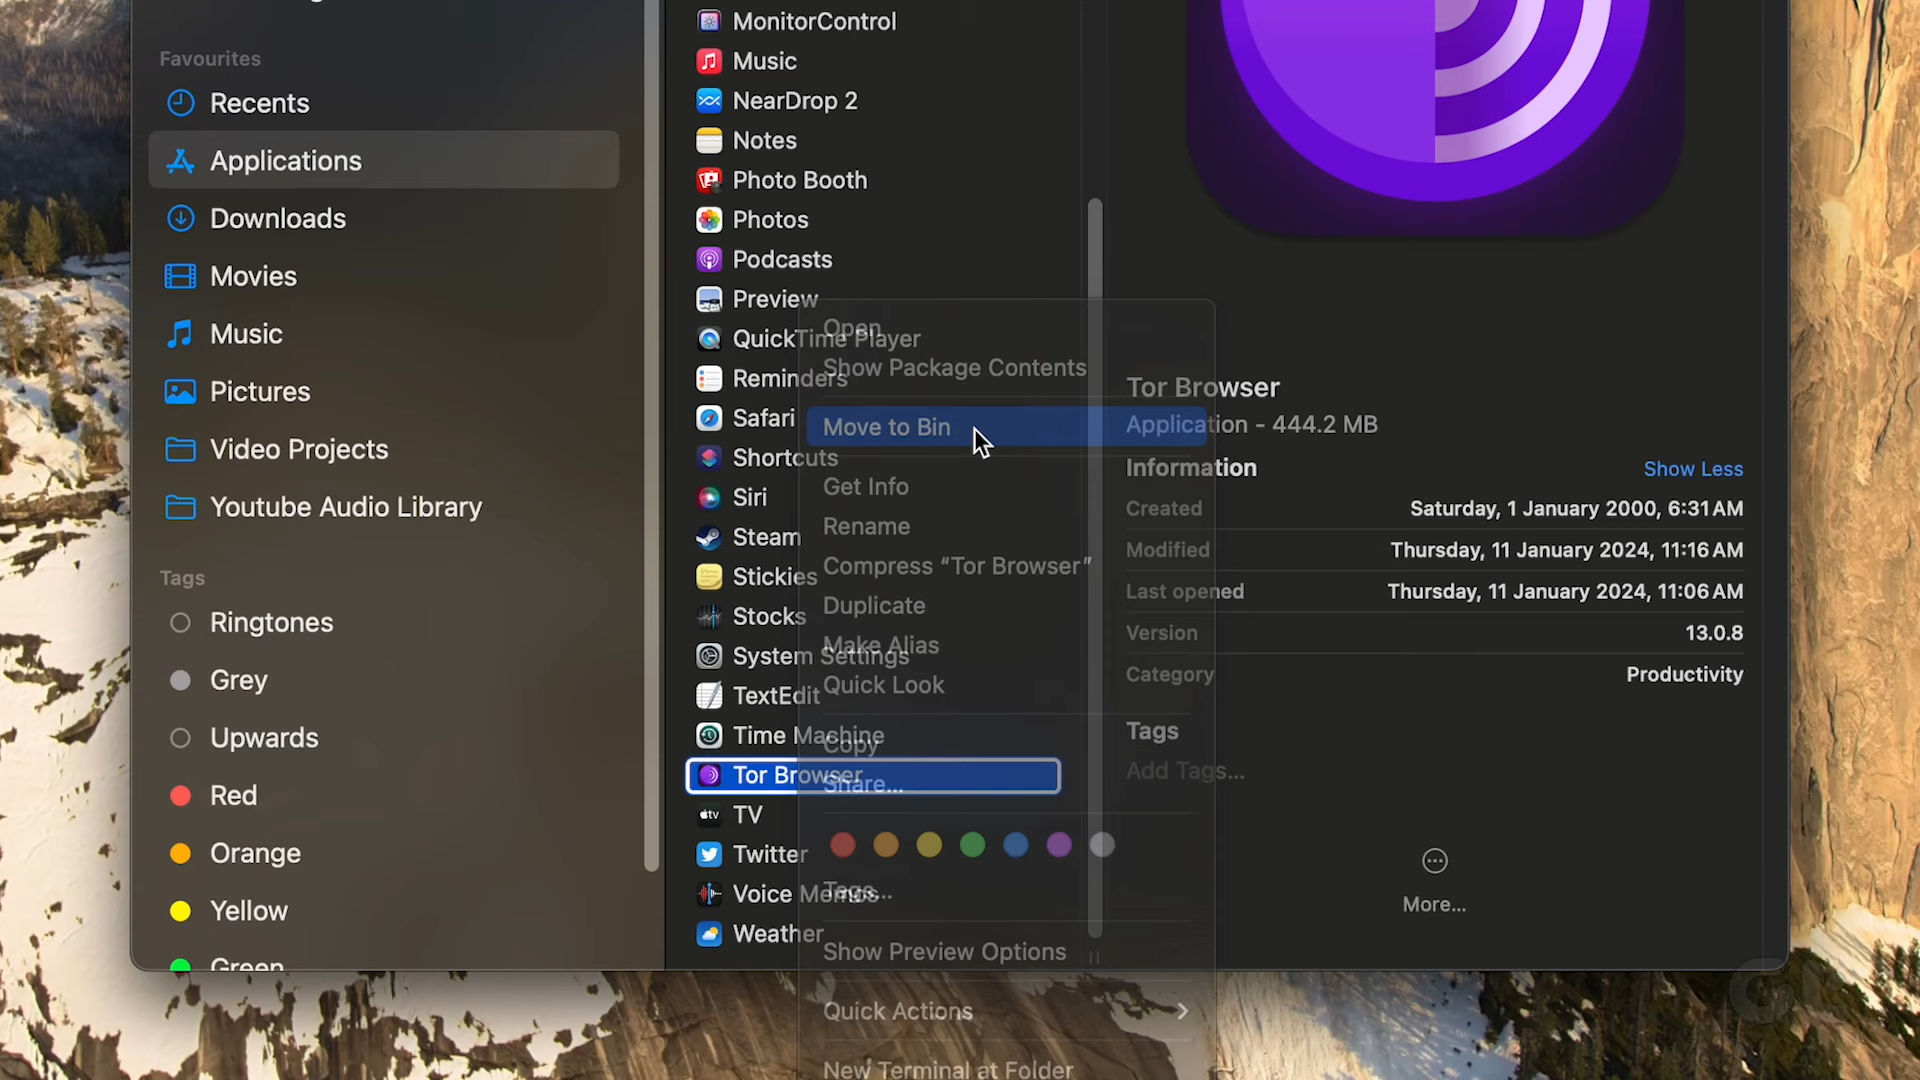 Favourites
Recents
Applications
Downloads
Movies
Music
Pictures
Video Projects
Youtube Audio Library
Tags
Ringtones
Grey
Upwards
Red
Orange
Yellow
Green
MonitorControl
Music
NearDrop 2
Notes
Photo Booth
Photos
Podcasts
Preview
QuickTime Player
Reminders
Safari
Shortcuts
Siri
Steam
Stickies
Stocks
System Settings
TextEdit
Time Machine
Tor Browser
TV
Twitter
Voice Memos
Weather
Open
Show Package Contents
Move to Bin
Get Info
Rename
Compress “Tor Browser”
Duplicate
Make Alias
Quick Look
Copy
Share...
Tags...
Show Preview Options
Quick Actions
New Terminal at Folder
Tor Browser
Application - 444.2 MB
Information Show Less
Created Saturday, 1 January 2000, 6:31 AM
Modified Thursday, 11 January 2024, 11:16 AM
Last opened Thursday, 11 January 2024, 11:06 AM
Version 13.0.8
Category Productivity
Tags
Add Tags...
More...